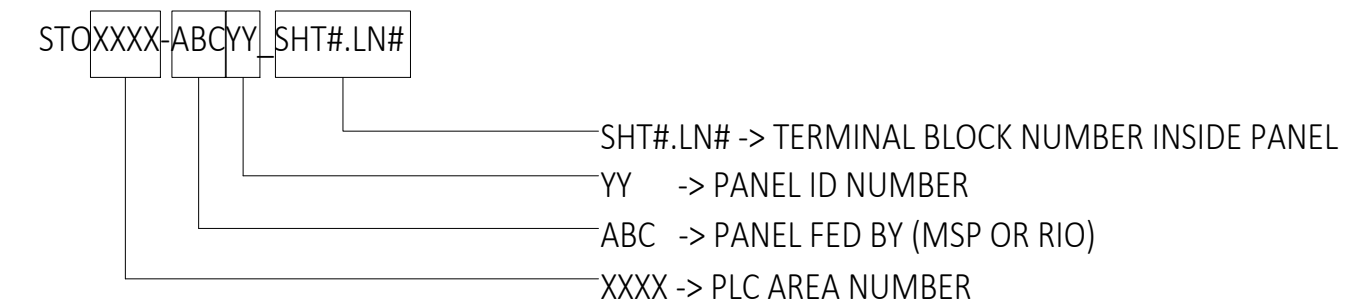 STOXXXX-ABCYY_SHT#.LN#
SHT#.LN# -> TERMINAL BLOCK NUMBER INSIDE PANEL
YY -> PANEL ID NUMBER
ABC -> PANEL FED BY (MSP OR RIO)
XXXX -> PLC AREA NUMBER